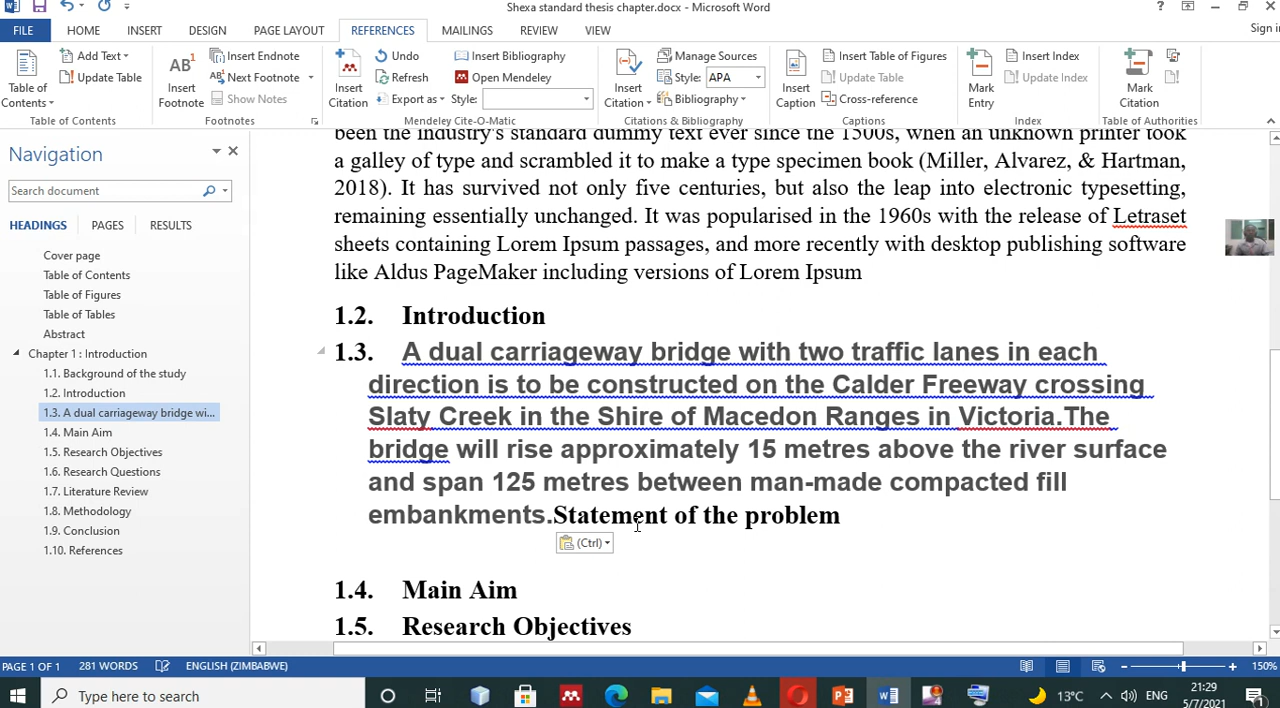 Shexa standard thesis chapter.docx - Microsoft Word
?
FILE HOME INSERT DESIGN PAGE LAYOUT REFERENCES MAILINGS REVIEW VIEW
Sign in
Table of Contents
Add Text
Update Table
Table of Contents
AB¹
Insert Footnote
Insert Endnote
Next Footnote
Show Notes
Footnotes
Insert Citation
Undo
Refresh
Export as
Insert Bibliography
Open Mendeley
Style:
Mendeley Cite-O-Matic
Insert Citation
Manage Sources
Style: APA
Bibliography
Citations & Bibliography
Insert Caption
Insert Table of Figures
Update Table
Cross-reference
Captions
Mark Entry
Insert Index
Update Index
Index
Mark Citation
Table of Authorities
Navigation
Search document
HEADINGS PAGES RESULTS
Cover page
Table of Contents
Table of Figures
Table of Tables
Abstract
Chapter 1 : Introduction
1.1. Background of the study
1.2. Introduction
1.3. A dual carriageway bridge wi...
1.4. Main Aim
1.5. Research Objectives
1.6. Research Questions
1.7. Literature Review
1.8. Methodology
1.9. Conclusion
1.10. References
been the industry's standard dummy text ever since the 1500s, when an unknown printer took
a galley of type and scrambled it to make a type specimen book (Miller, Alvarez, & Hartman,
2018). It has survived not only five centuries, but also the leap into electronic typesetting,
remaining essentially unchanged. It was popularised in the 1960s with the release of Letraset
sheets containing Lorem Ipsum passages, and more recently with desktop publishing software
like Aldus PageMaker including versions of Lorem Ipsum
1.2. Introduction
1.3. A dual carriageway bridge with two traffic lanes in each
direction is to be constructed on the Calder Freeway crossing
Slaty Creek in the Shire of Macedon Ranges in Victoria.The
bridge will rise approximately 15 metres above the river surface
and span 125 metres between man-made compacted fill
embankments.Statement of the problem
(Ctrl)
1.4. Main Aim
1.5. Research Objectives
PAGE 1 OF 1 281 WORDS ENGLISH (ZIMBABWE)
150%
Type here to search
13°C
ENG
21:29
5/7/2021
1